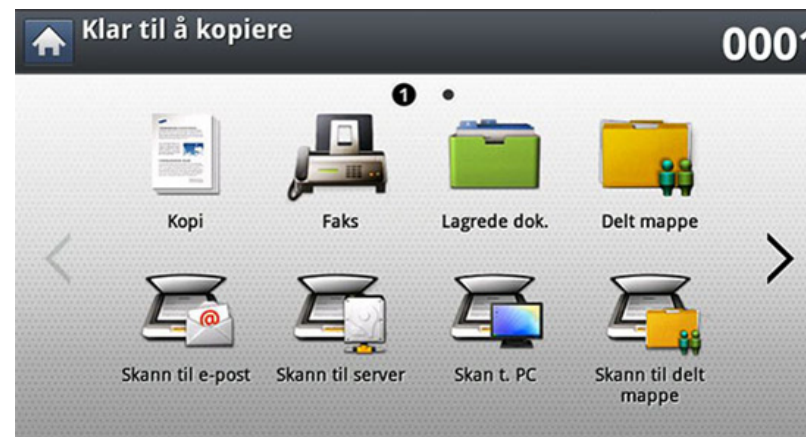 Klar til å kopiere
0001
1
Kopi
Faks
Lagrede dok.
Delt mappe
@
Skann til e-post
Skann til server
Skan t. PC
Skann til delt
mappe